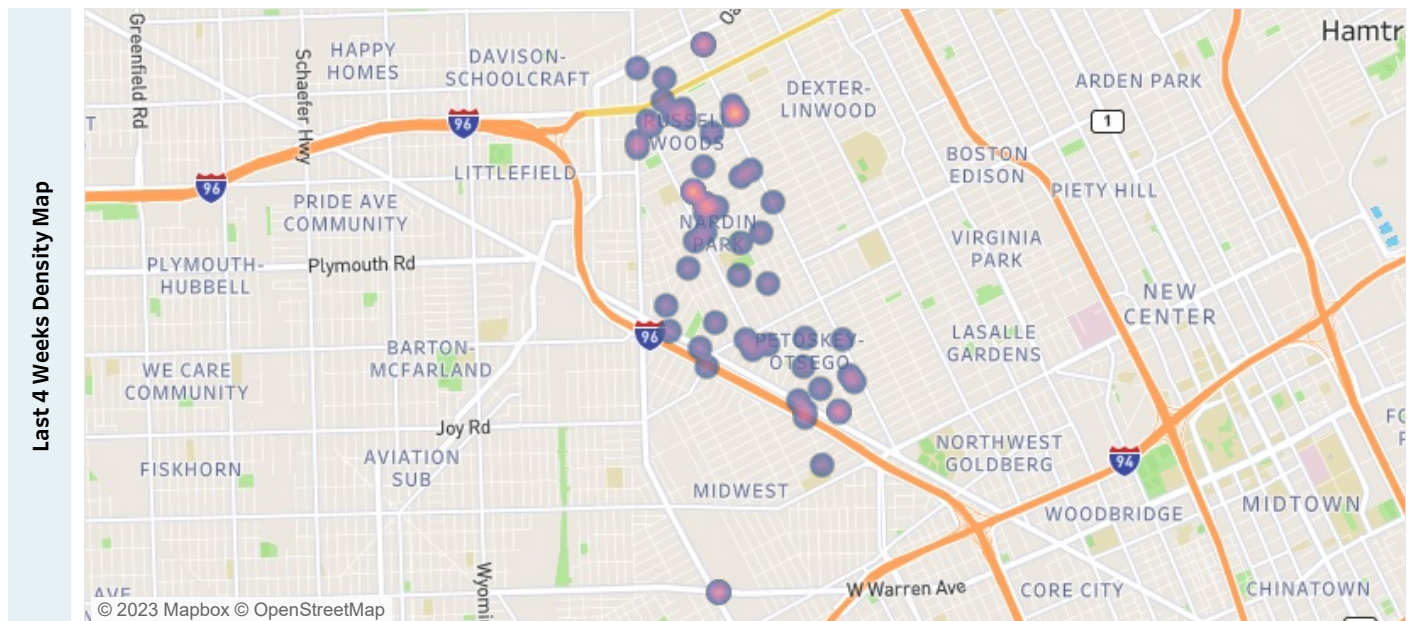 Last 4 Weeks Density Map
Greenfield Rd
Schaefer Hwy
HAPPY
HOMES
DAVISON-
SCHOOLCRAFT
Hamtr
DEXTER-
LINWOOD
ARDEN PARK
1
96
96
RUSSELL
WOODS
LITTLEFIELD
BOSTON
EDISON
PIETY HILL
PRIDE AVE
COMMUNITY
NARDIN
PARK
VIRGINIA
PARK
PLYMOUTH-
HUBBELL
Plymouth Rd
NEW
CENTER
96
PETOSKEY-
OTSEGO
LASALLE
GARDENS
BARTON-
MCFARLAND
WE CARE
COMMUNITY
Joy Rd
FISKHORN
AVIATION
SUB
NORTHWEST
GOLDBERG
94
MIDWEST
MIDTOWN
WOODBRIDGE
Wyomi
W Warren Ave
CORE CITY
CHINATOWN
AVE
© 2023 Mapbox © OpenStreetMap